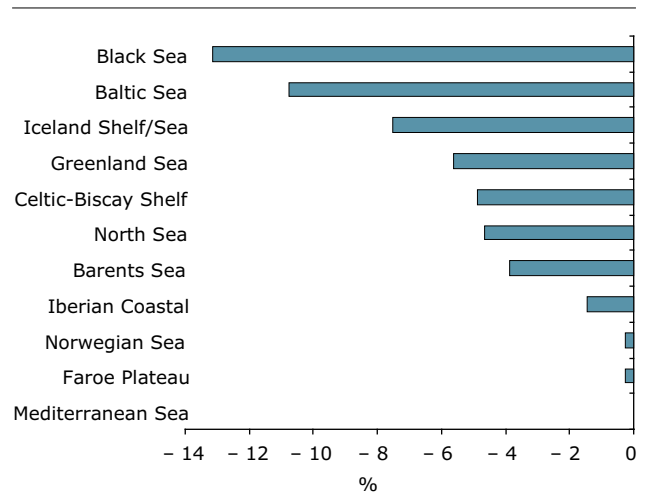 Black Sea
Baltic Sea
Iceland Shelf/Sea
Greenland Sea
Celtic-Biscay Shelf
North Sea
Barents Sea
Iberian Coastal
Norwegian Sea
Faroe Plateau
Mediterranean Sea
– 14 – 12 – 10 – 8 – 6 – 4 – 2 0
%